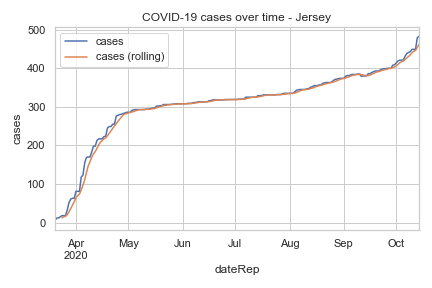 COVID-19 cases over time - Jersey
500
400
300
200
100
0
cases
cases
cases (rolling)
Apr
2020
May
Jun
Jul
Aug
Sep
Oct
dateRep